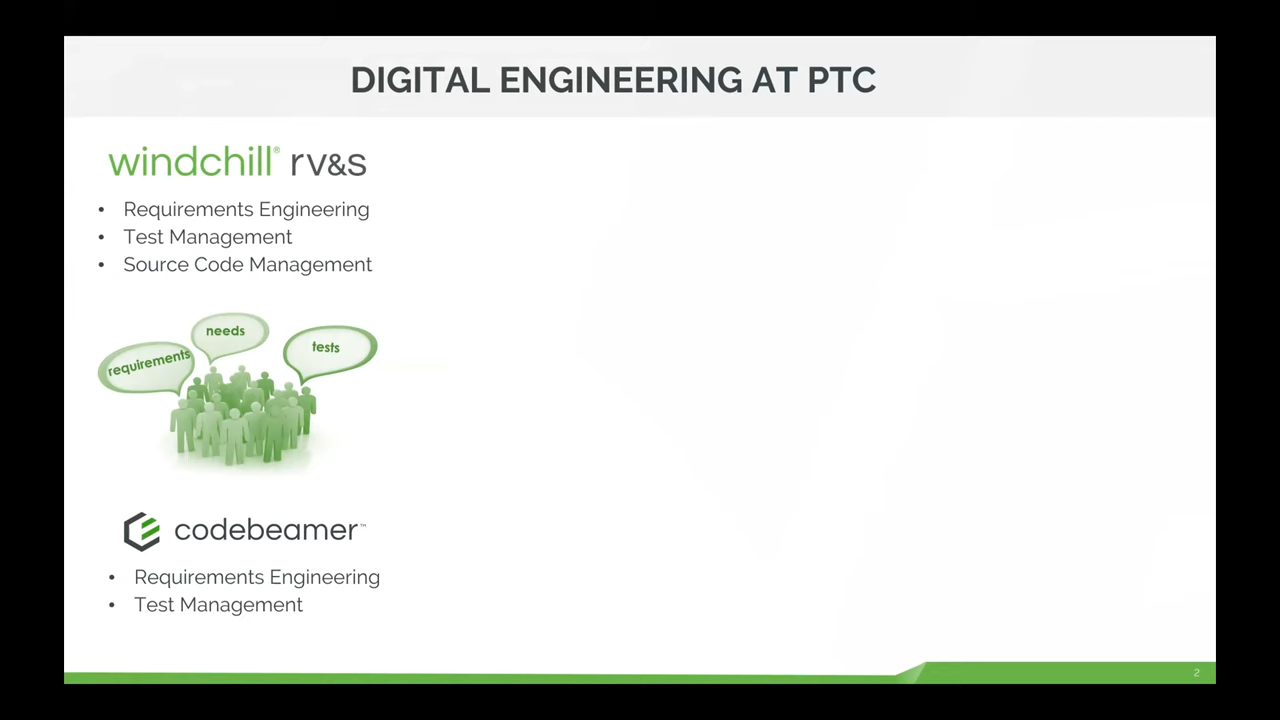 DIGITAL ENGINEERING AT PTC
windchill® rv&s
• Requirements Engineering
• Test Management
• Source Code Management
needs
tests
requirements
codebeamer™
• Requirements Engineering
• Test Management
2